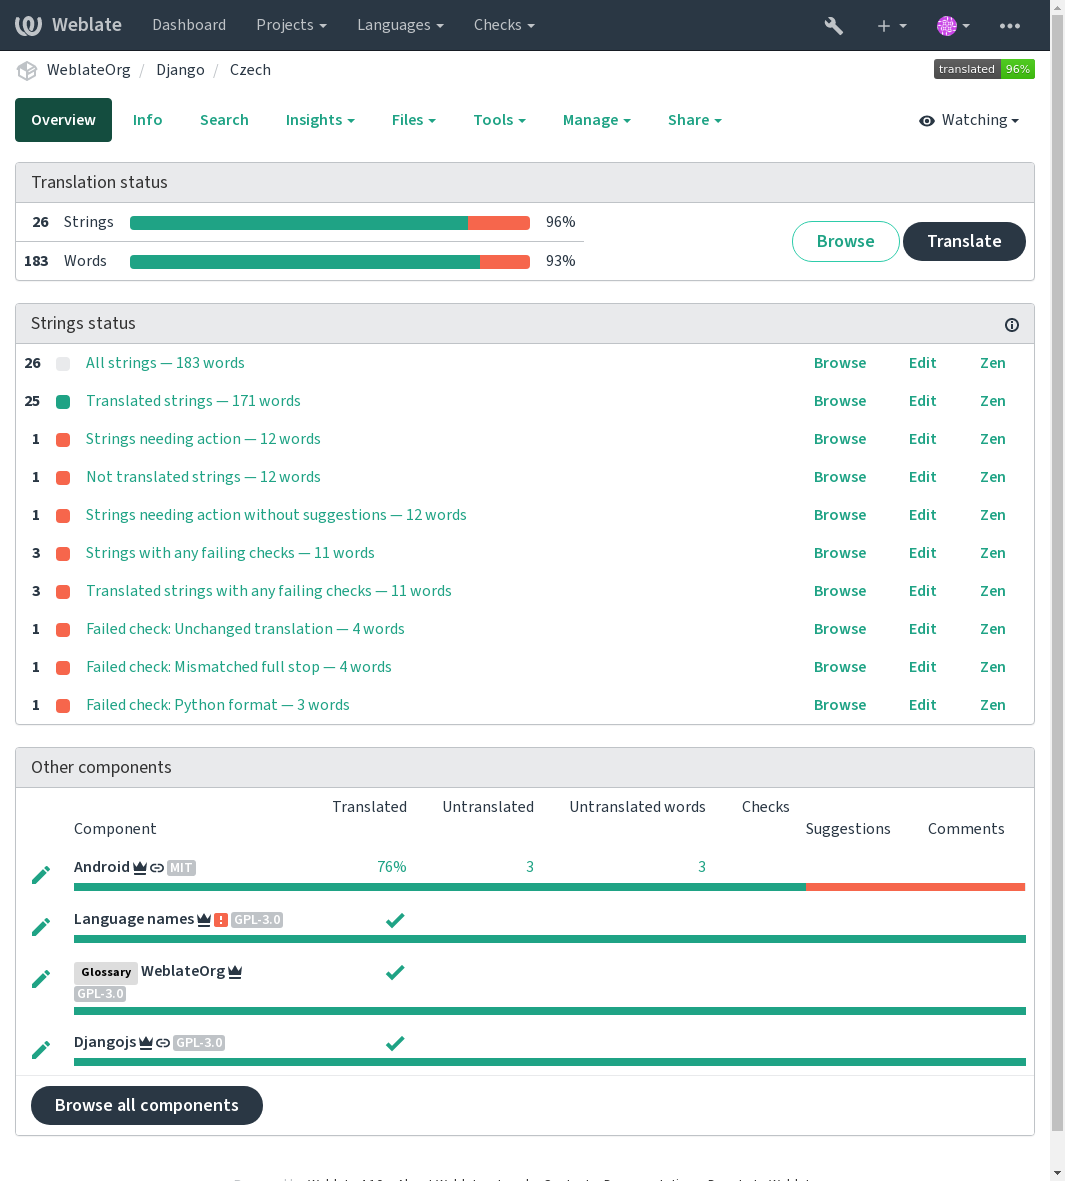 Weblate Dashboard Projects Languages Checks
WeblateOrg / Django / Czech translated 96%
Overview Info Search Insights Files Tools Manage Share Watching
Translation status
26 Strings 96%
183 Words 93%
Browse Translate
Strings status
26 All strings — 183 words Browse Edit Zen
25 Translated strings — 171 words Browse Edit Zen
1 Strings needing action — 12 words Browse Edit Zen
1 Not translated strings — 12 words Browse Edit Zen
1 Strings needing action without suggestions — 12 words Browse Edit Zen
3 Strings with any failing checks — 11 words Browse Edit Zen
3 Translated strings with any failing checks — 11 words Browse Edit Zen
1 Failed check: Unchanged translation — 4 words Browse Edit Zen
1 Failed check: Mismatched full stop — 4 words Browse Edit Zen
1 Failed check: Python format — 3 words Browse Edit Zen
Other components
Translated Untranslated Untranslated words Checks
Component Suggestions Comments
Android MIT 76% 3 3
Language names GPL-3.0
Glossary WeblateOrg
GPL-3.0
Djangojs GPL-3.0
Browse all components